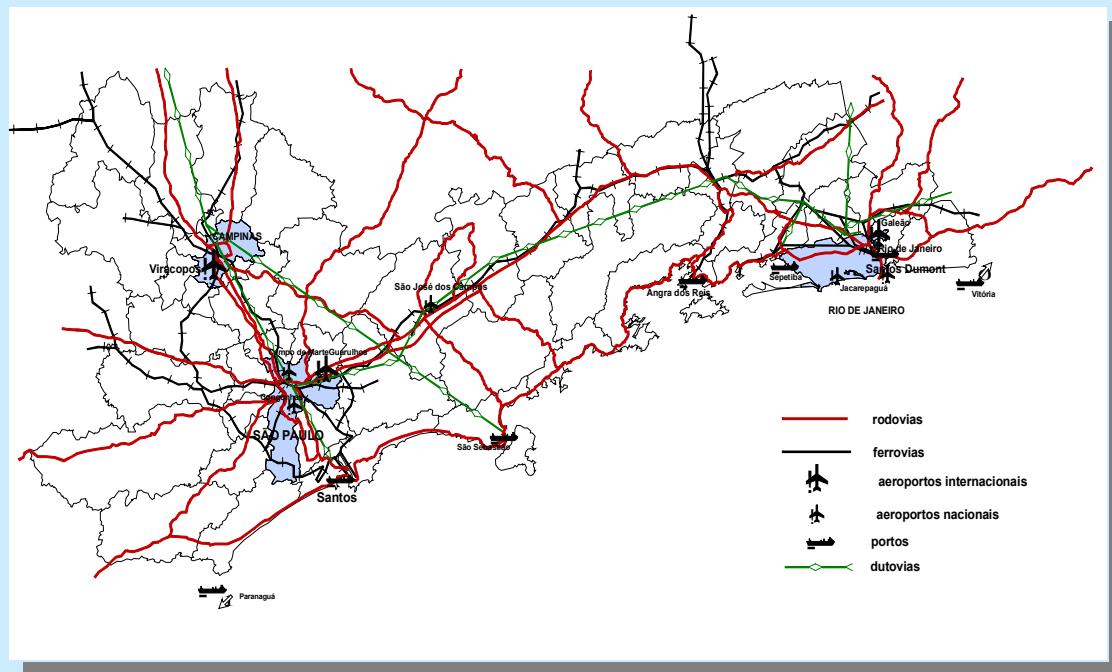 CAMPINAS
Viracopos
São José dos Campos
Campo de Marte
Guarulhos
Congonhas
SÃO PAULO
Santos
São Sebastião
Paranaguá
Angra dos Reis
Sepetiba
Galeão
Rio de Janeiro
Santos Dumont
Jacarepaguá
Vitória
RIO DE JANEIRO
rodovias
ferrovias
aeroportos internacionais
aeroportos nacionais
portos
dutovias